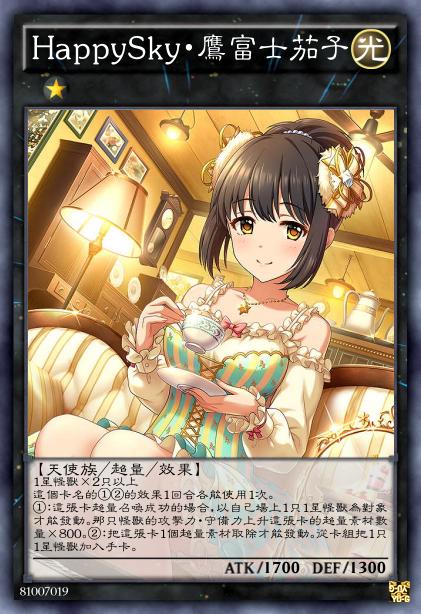 HappySky・鷹富士茄子
光
【天使族／超量／效果】
1星怪獸×2只以上
這個卡名的①②的效果1回合各能使用1次。
①：這張卡超量召喚成功的場合，以自己場上1只1星怪獸為對象
才能發動。那只怪獸的攻擊力・守備力上升這張卡的超量素材數
量×800。②：把這張卡1個超量素材取除才能發動。從卡組把1只
1星怪獸加入手卡。
ATK/1700 DEF/1300
81007019